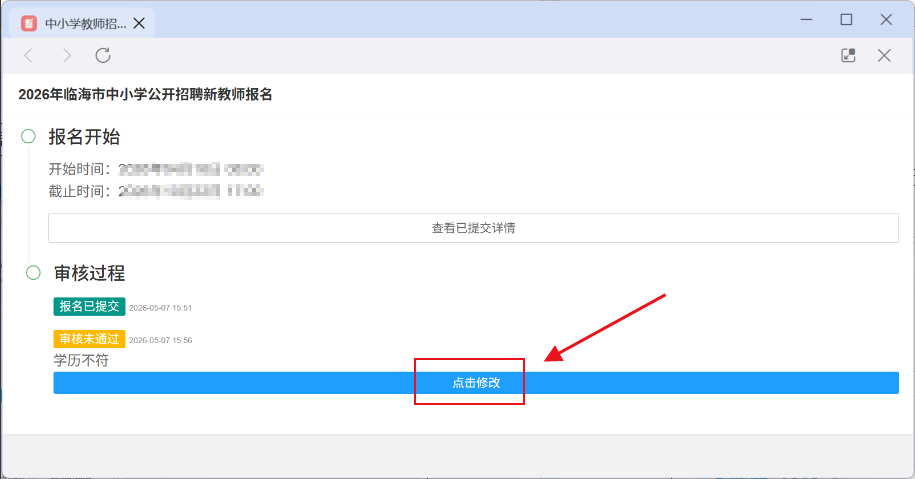 中小学教师招...
2026年临海市中小学公开招聘新教师报名
报名开始
开始时间：
截止时间：
查看已提交详情
审核过程
报名已提交 2026-05-07 15:51
审核未通过 2026-05-07 15:56
学历不符
点击修改